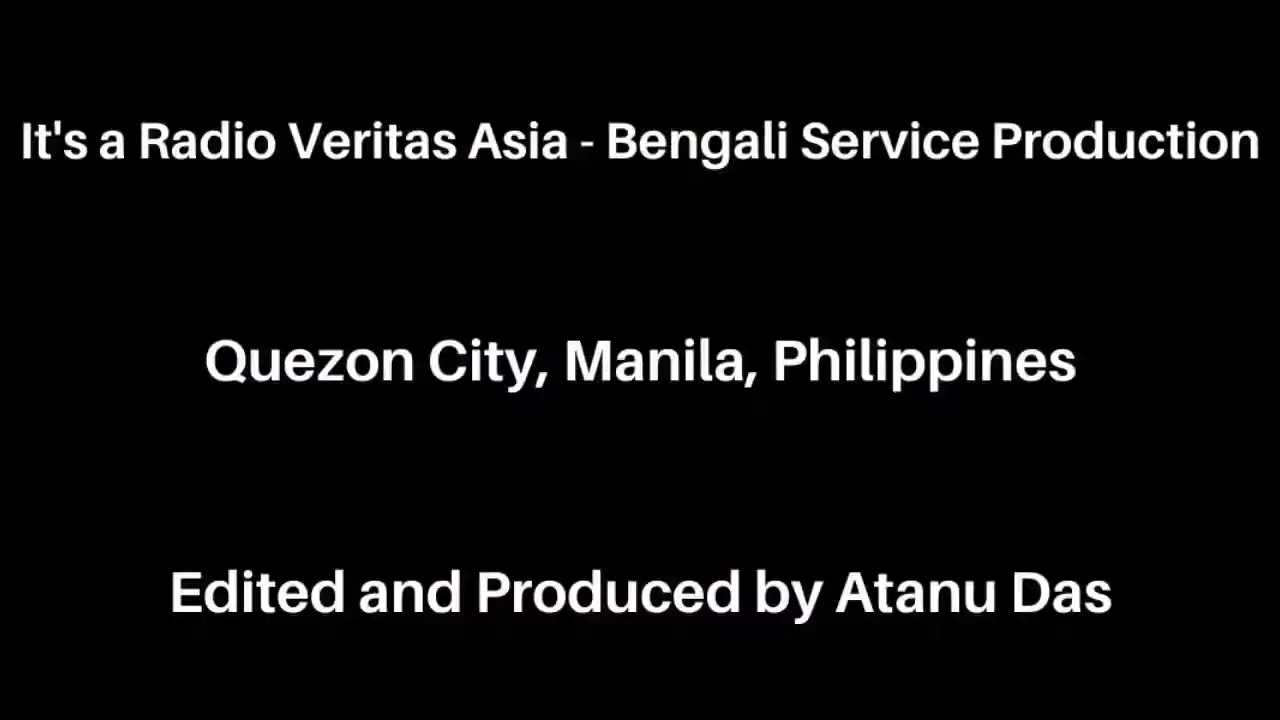 It's a Radio Veritas Asia - Bengali Service Production
Quezon City, Manila, Philippines
Edited and Produced by Atanu Das